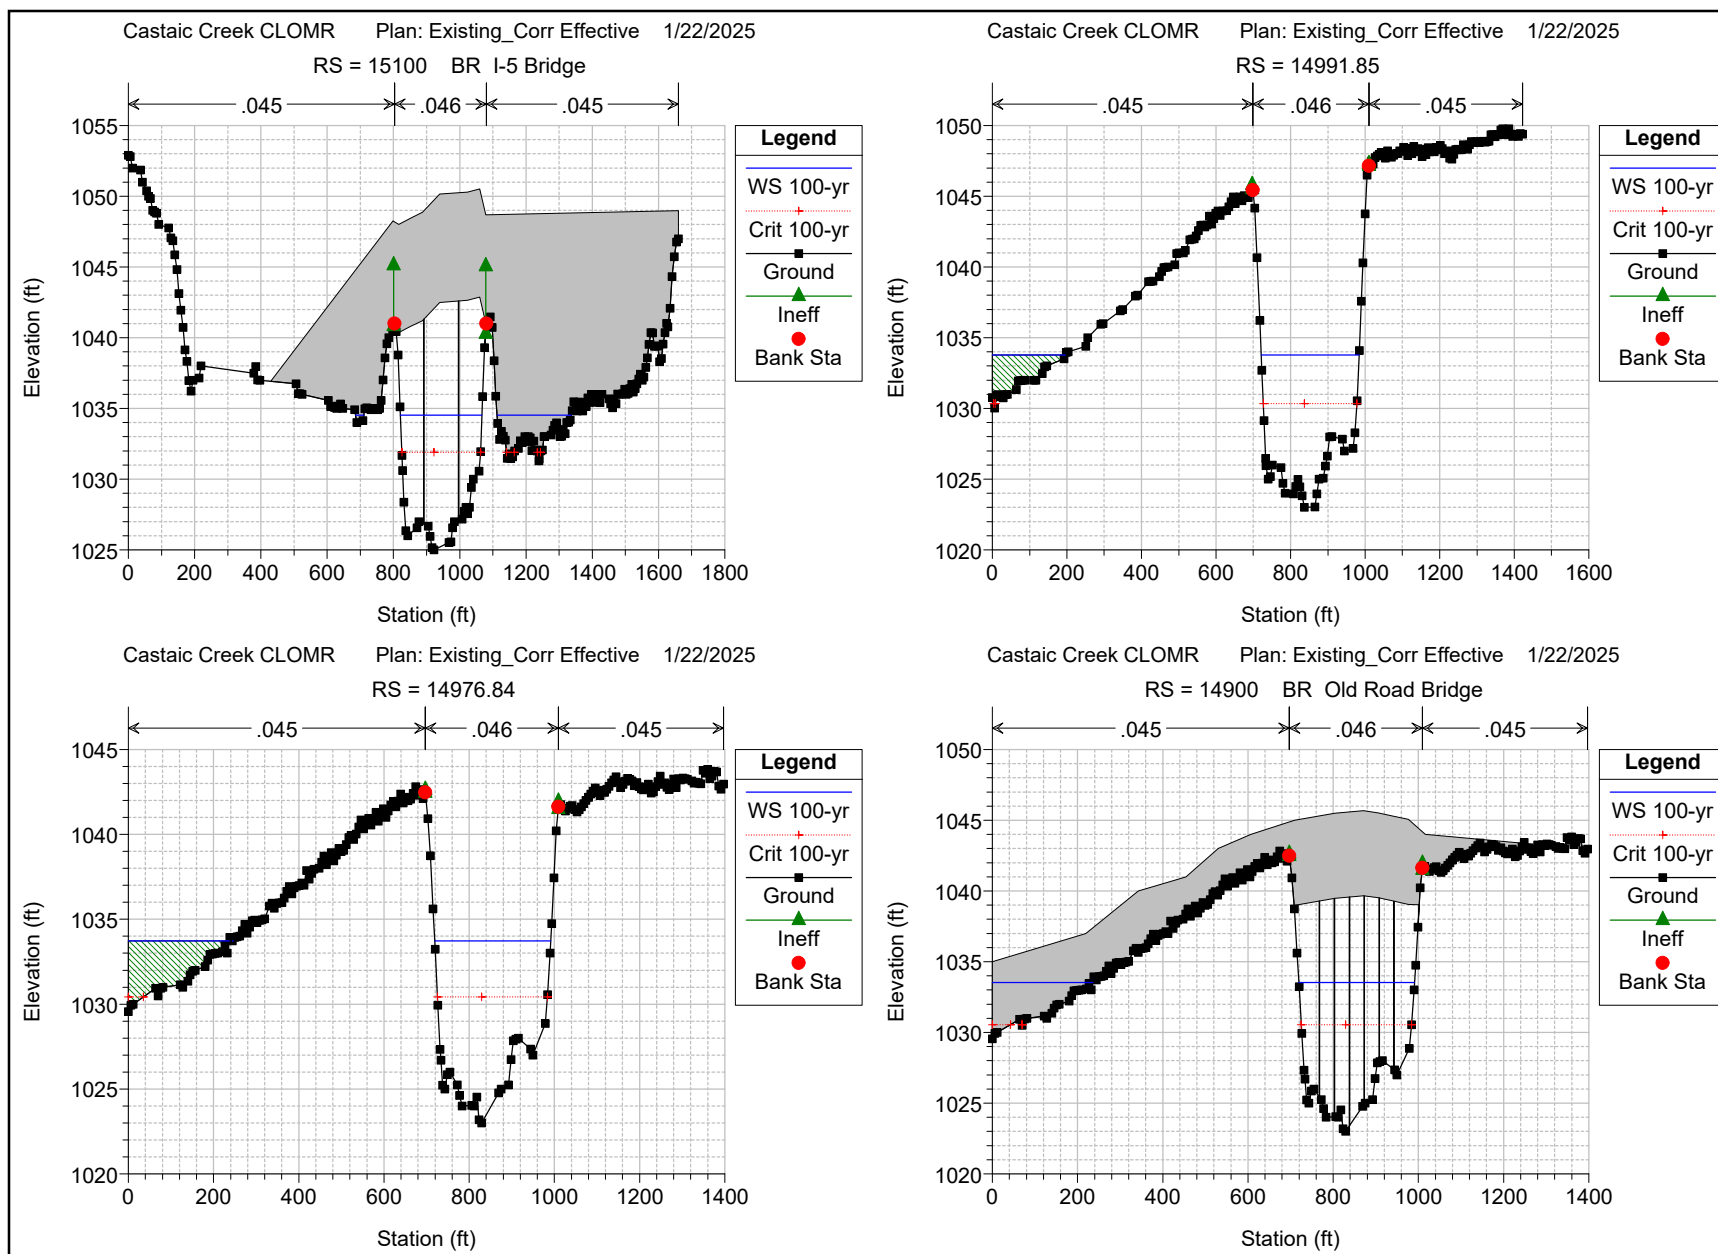 Castaic Creek CLOMR Plan: Existing_Corr Effective 1/22/2025
RS = 15100 BR I-5 Bridge
.045 .046 .045
1055
1050
1045
1040
1035
1030
1025
0 200 400 600 800 1000 1200 1400 1600 1800
Elevation (ft)
Station (ft)
Legend
WS 100-yr
Crit 100-yr
Ground
Ineff
Bank Sta
Castaic Creek CLOMR Plan: Existing_Corr Effective 1/22/2025
RS = 14991.85
.045 .046 .045
1050
1045
1040
1035
1030
1025
1020
0 200 400 600 800 1000 1200 1400 1600
Elevation (ft)
Station (ft)
Legend
WS 100-yr
Crit 100-yr
Ground
Ineff
Bank Sta
Castaic Creek CLOMR Plan: Existing_Corr Effective 1/22/2025
RS = 14976.84
.045 .046 .045
1045
1040
1035
1030
1025
1020
0 200 400 600 800 1000 1200 1400
Elevation (ft)
Station (ft)
Legend
WS 100-yr
Crit 100-yr
Ground
Ineff
Bank Sta
Castaic Creek CLOMR Plan: Existing_Corr Effective 1/22/2025
RS = 14900 BR Old Road Bridge
.045 .046 .045
1050
1045
1040
1035
1030
1025
1020
0 200 400 600 800 1000 1200 1400
Elevation (ft)
Station (ft)
Legend
WS 100-yr
Crit 100-yr
Ground
Ineff
Bank Sta